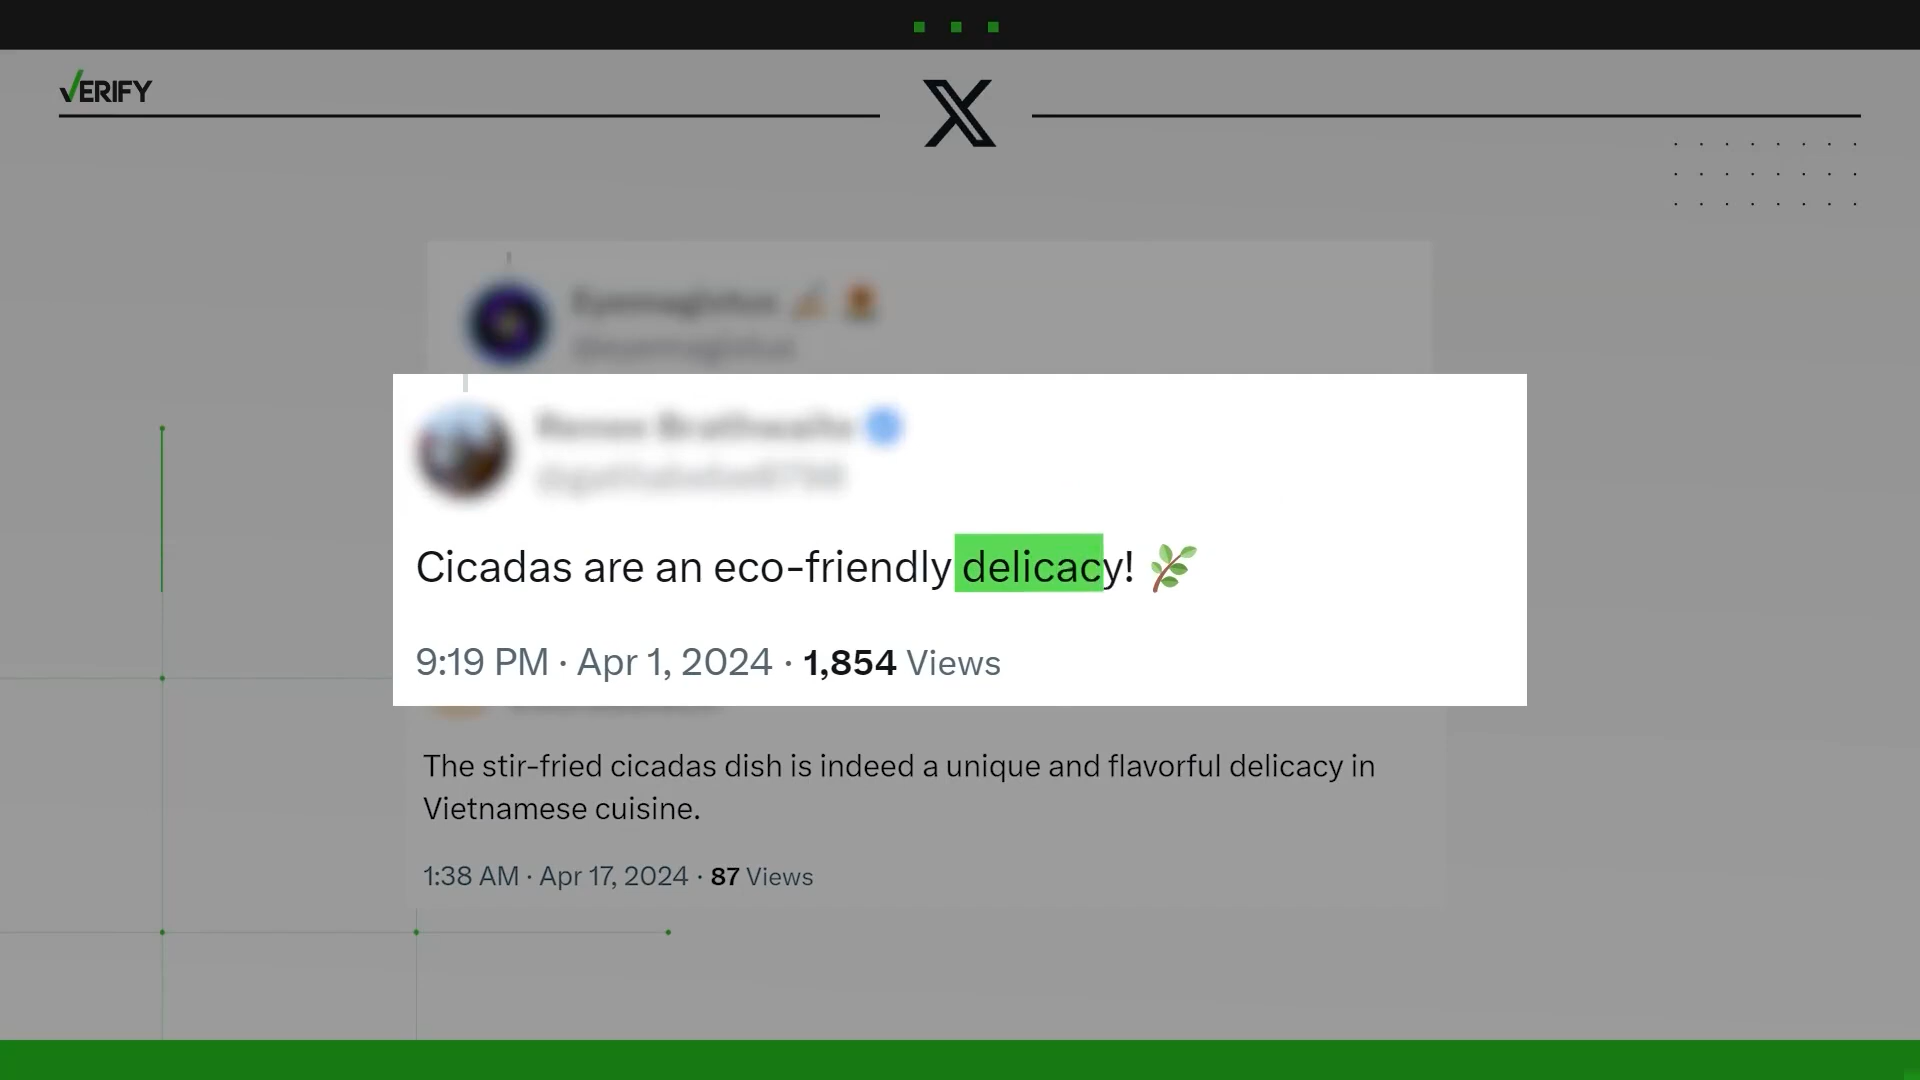 VERIFY
Cicadas are an eco-friendly delicacy! 🌿
9:19 PM · Apr 1, 2024 · 1,854 Views
The stir-fried cicadas dish is indeed a unique and flavorful delicacy in
Vietnamese cuisine.
1:38 AM · Apr 17, 2024 · 87 Views